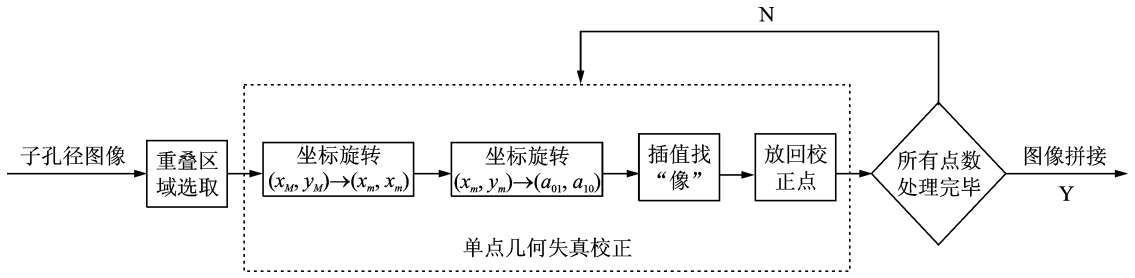 N
子孔径图像
重叠区
域选取
坐标旋转
(x_M, y_M)→(x_m, x_m)
坐标旋转
(x_m, y_m)→(a_01, a_10)
插值找
“像”
放回校
正点
所有点数
处理完毕
图像拼接
Y
单点几何失真校正